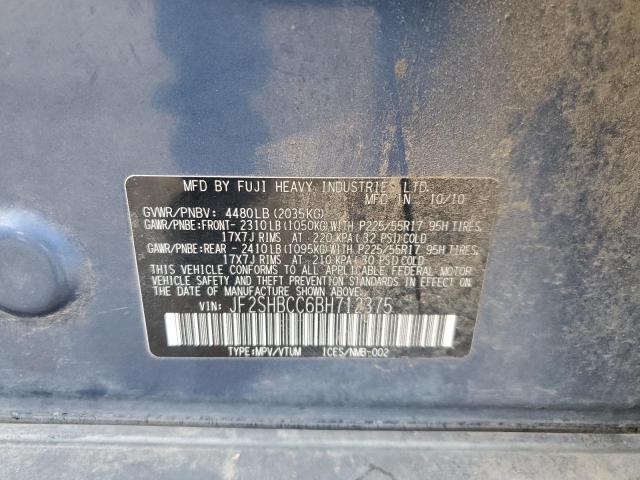 MFD BY FUJI HEAVY INDUSTRIES LTD.
MFD IN 10/10
GVWR/PNBV: 4480LB (2035KG)
GAWR/PNBE:FRONT- 2310LB (1050KG)WITH P225/55R17 95H TIRES,
17X7J RIMS AT 220 KPA (32 PSI)COLD
GAWR/PNBE:REAR - 2410LB (1095KG)WITH P225/55R17 95H TIRES,
17X7J RIMS AT 210 KPA (30 PSI)COLD
THIS VEHICLE CONFORMS TO ALL APPLICABLE FEDERAL MOTOR
VEHICLE SAFETY STANDARDS IN EFFECT ON THE DATE OF
MANUFACTURE SHOWN ABOVE.
VIN: JF2SHBCC6BH712375
TYPE:MPV/VTUM ICES/NMB-002